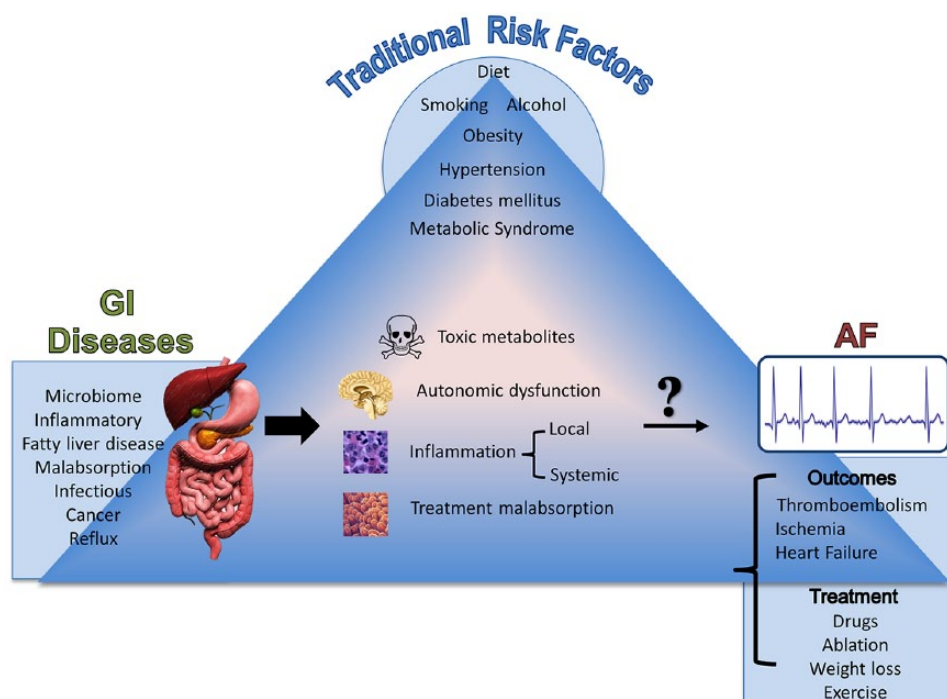 Traditional Risk Factors
Diet
Smoking Alcohol
Obesity
Hypertension
Diabetes mellitus
Metabolic Syndrome
GI
Diseases
Microbiome
Inflammatory
Fatty liver disease
Malabsorption
Infectious
Cancer
Reflux
Toxic metabolites
Autonomic dysfunction
Inflammation
Local
Systemic
Treatment malabsorption
?
AF
Outcomes
Thromboembolism
Ischemia
Heart Failure
Treatment
Drugs
Ablation
Weight loss
Exercise